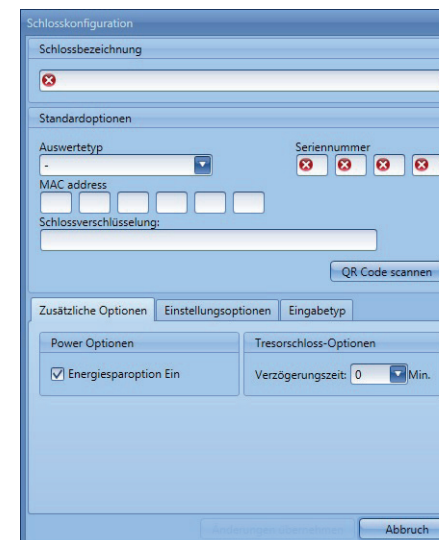 Schlosskonfiguration
Schlossbezeichnung
Standardoptionen
Auswertetyp Seriennummer
-
MAC address
Schlossverschlüsselung:
QR Code scannen
Zusätzliche Optionen Einstellungsoptionen Eingabetyp
Power Optionen Tresorschloss-Optionen
Energiesparoption Ein Verzögerungszeit: 0 Min.
Abbruch